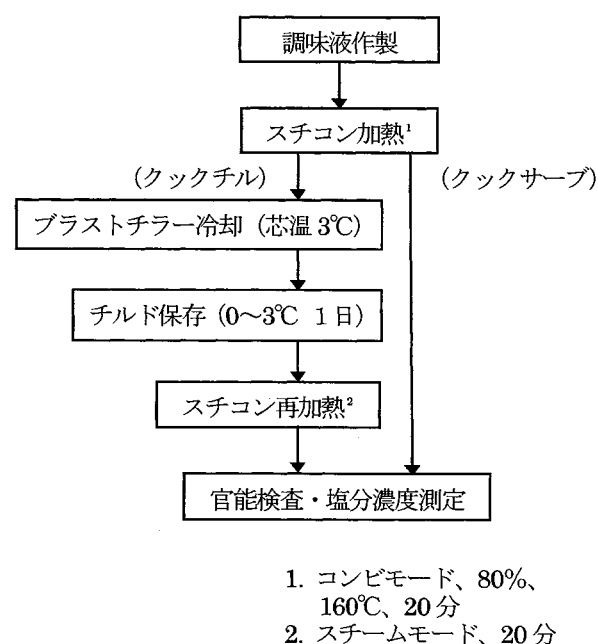 調味液作製
スチコン加熱¹
(クックチル)
(クックサーブ)
ブラストチラー冷却(芯温 3℃)
チルド保存(0～3℃ 1日)
スチコン再加熱²
官能検査・塩分濃度測定
1. コンビモード、80%、
160℃、20分
2. スチームモード、20分